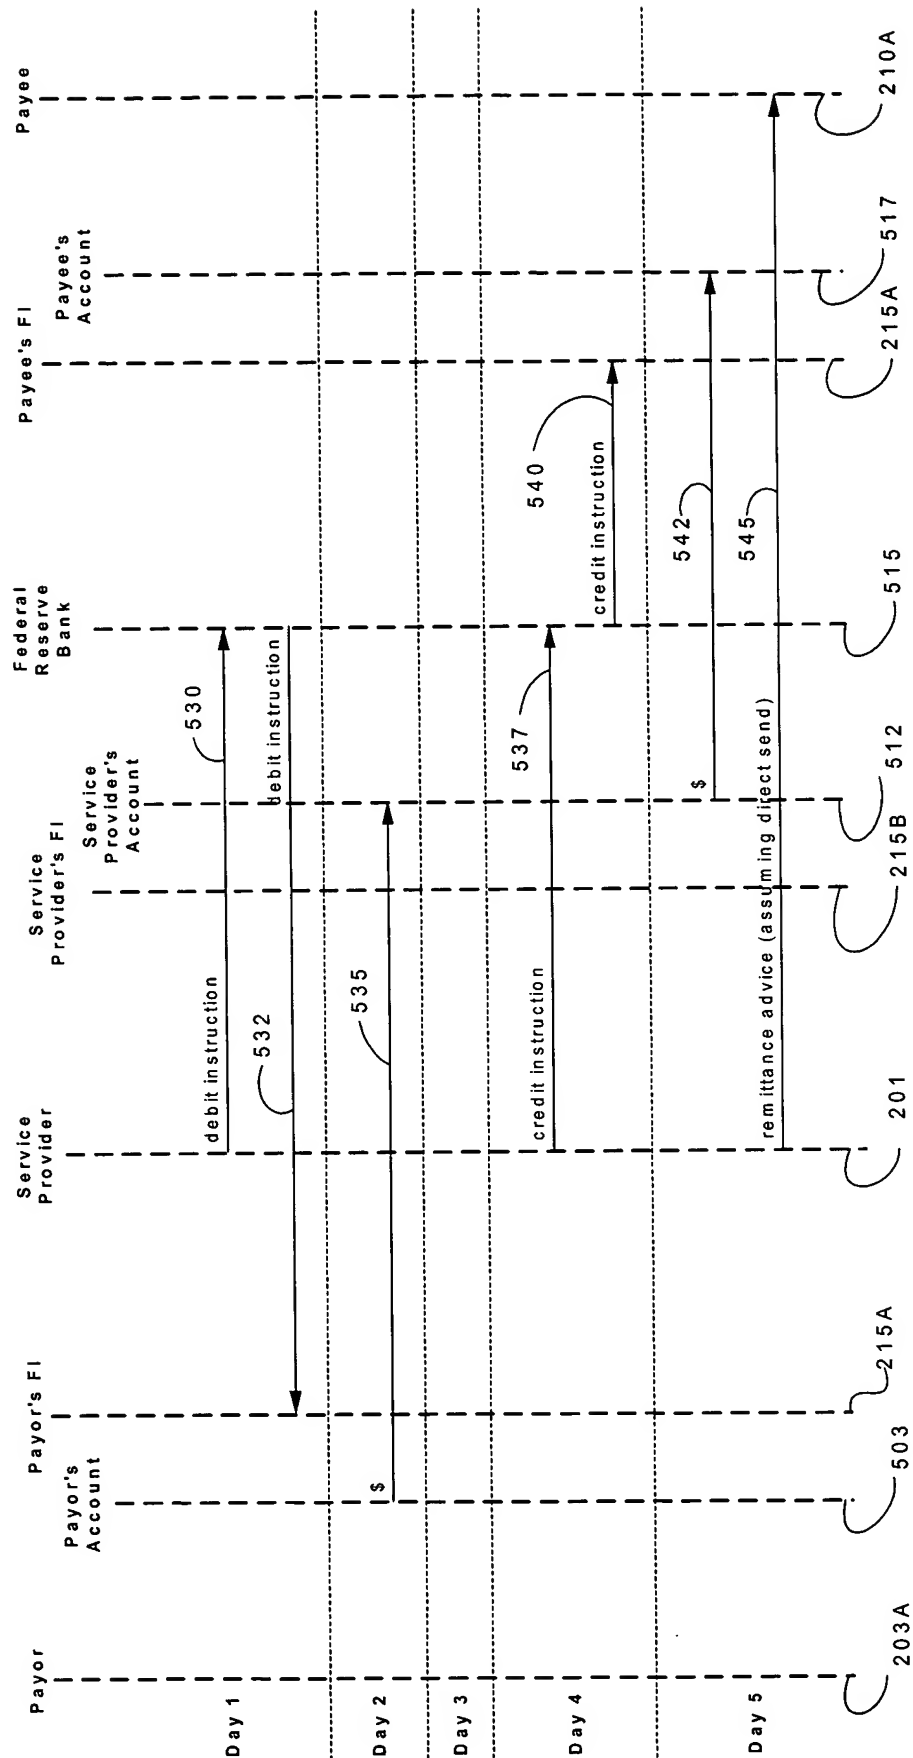 Payor
Payor's
Account
Payor's FI
Service
Provider
Service
Provider's FI
Service
Provider's
Account
Federal
Reserve
Bank
Payee's FI
Payee's
Account
Payee
Day 1
debit instruction
530
debit instruction
532
Day 2
$
535
Day 3
Day 4
credit instruction
537
credit instruction
540
Day 5
$
542
remittance advice (assuming direct send)
545
203A
503
215A
201
215B
512
515
215A
517
210A